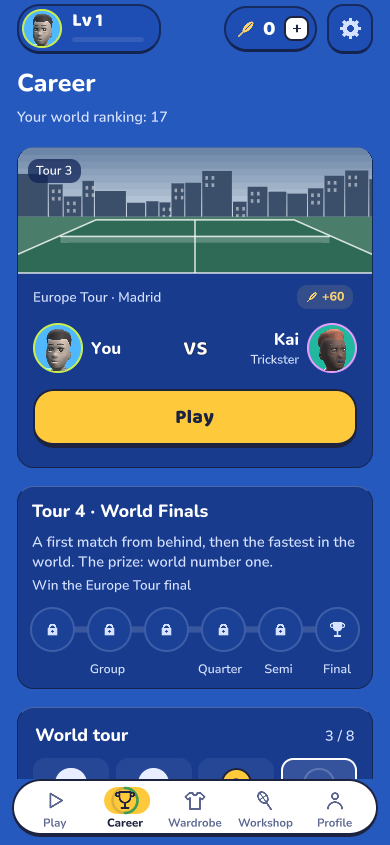 Lv 1
0
+
Career
Your world ranking: 17
Tour 3
Europe Tour · Madrid
+60
You
VS
Kai
Trickster
Play
Tour 4 · World Finals
A first match from behind, then the fastest in the
world. The prize: world number one.
Win the Europe Tour final
Group
Quarter
Semi
Final
World tour
3 / 8
Play
Career
Wardrobe
Workshop
Profile